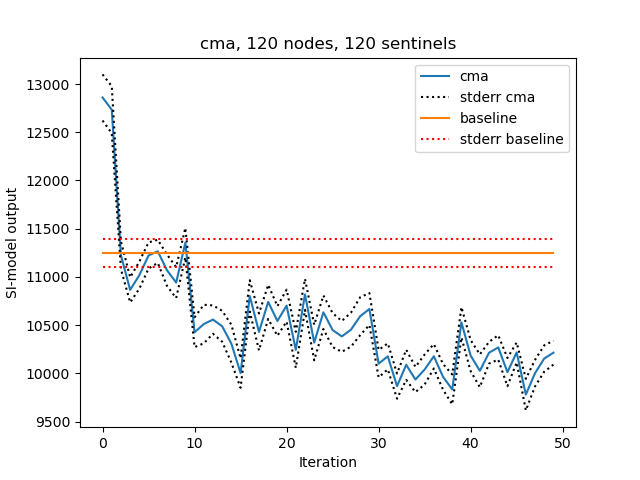 cma, 120 nodes, 120 sentinels
cma
stderr cma
baseline
stderr baseline
SI-model output
13000
12500
12000
11500
11000
10500
10000
9500
0 10 20 30 40 50
Iteration